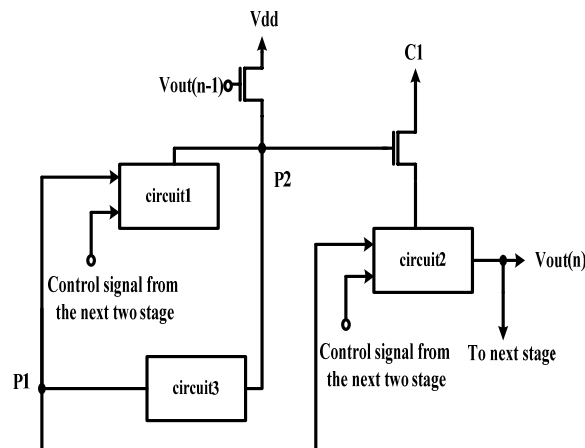 Vdd
C1
Vout(n-1)
P2
circuit1
Control signal from
the next two stage
circuit2
Vout(n)
Control signal from
the next two stage
To next stage
P1
circuit3